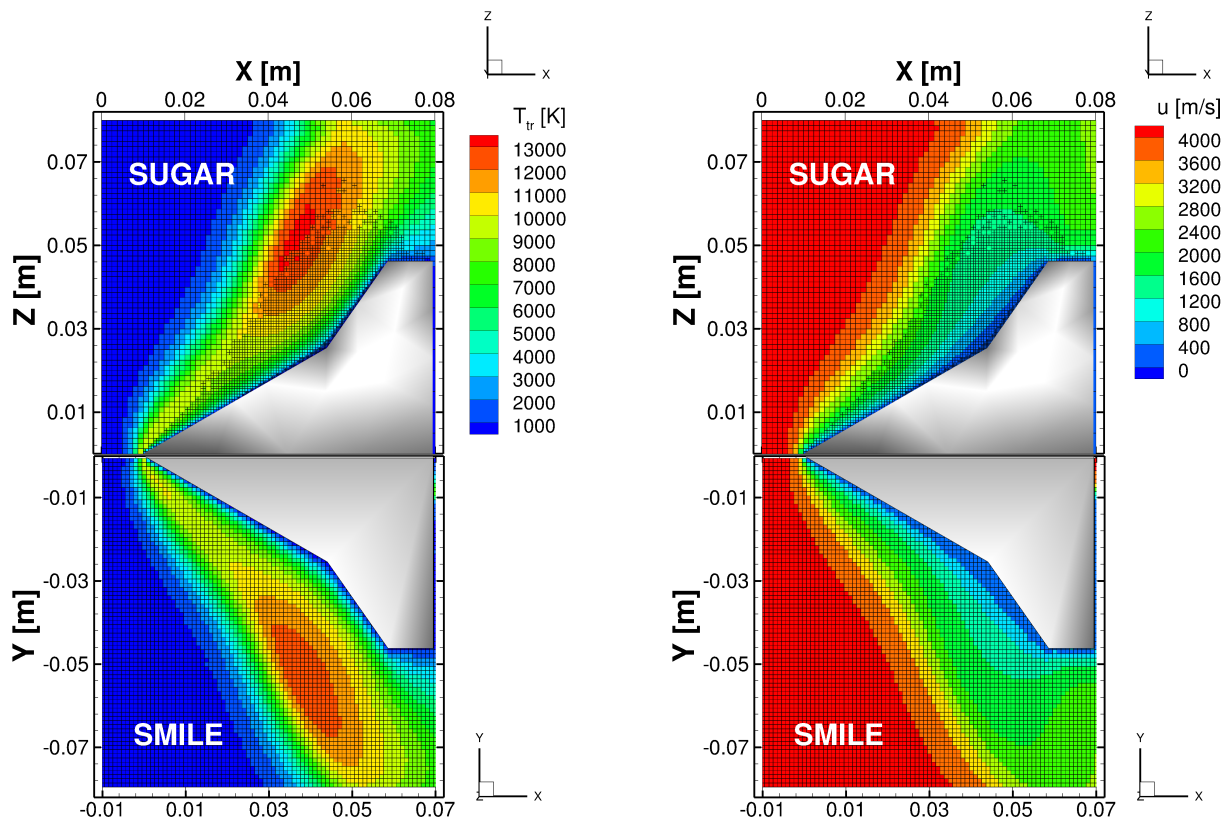 Z
X
X [m]
0 0.02 0.04 0.06 0.08
T_tr [K]
SUGAR
Z [m]
0.07
0.05
0.03
0.01
13000
12000
11000
10000
9000
8000
7000
6000
5000
4000
3000
2000
1000
Y [m]
-0.01
-0.03
-0.05
-0.07
SMILE
-0.01 0.01 0.03 0.05 0.07
Y
Z X
Z
X
X [m]
0 0.02 0.04 0.06 0.08
u [m/s]
SUGAR
Z [m]
0.07
0.05
0.03
0.01
4000
3600
3200
2800
2400
2000
1600
1200
800
400
0
Y [m]
-0.01
-0.03
-0.05
-0.07
SMILE
-0.01 0.01 0.03 0.05 0.07
Y
Z X